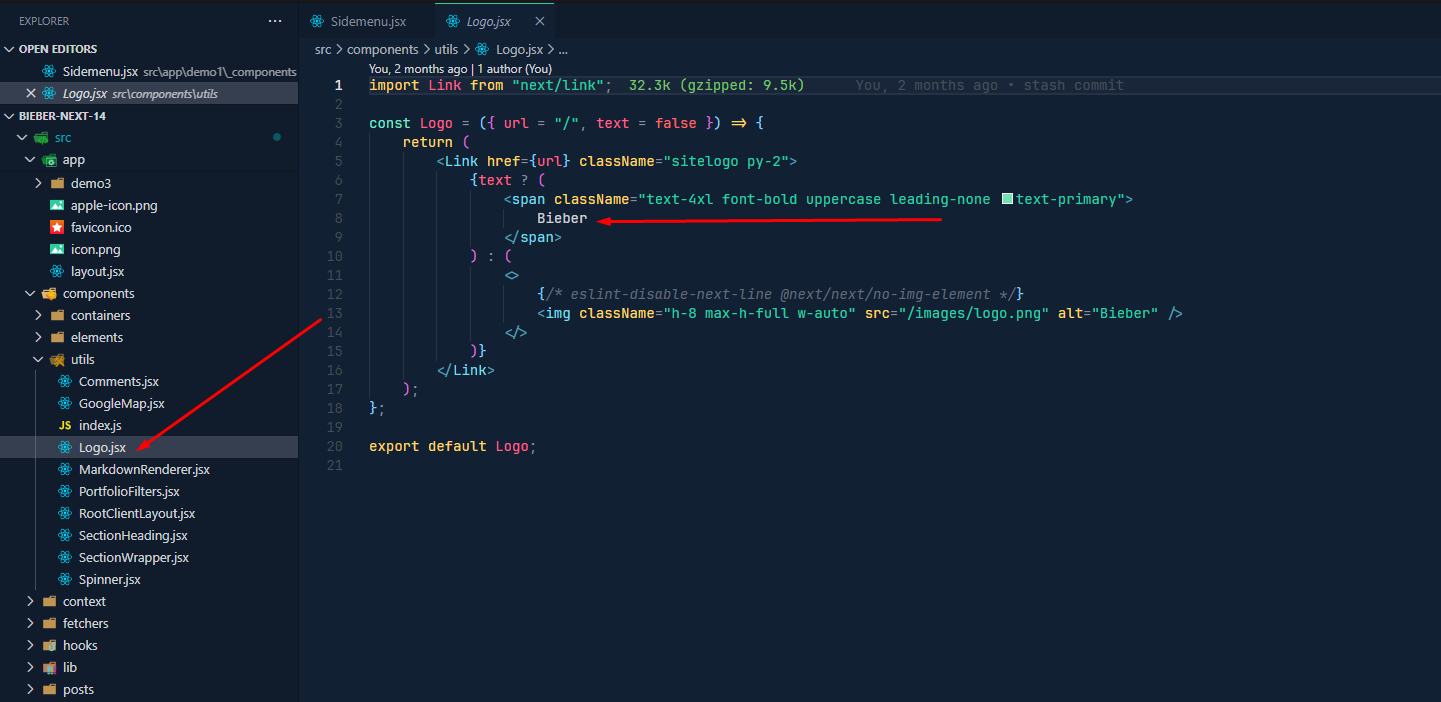 EXPLORER ...
OPEN EDITORS
Sidemenu.jsx src\app\demo1\_components
Logo.jsx src\components\utils
BIEBER-NEXT-14
src
app
demo3
apple-icon.png
favicon.ico
icon.png
layout.jsx
components
containers
elements
utils
Comments.jsx
GoogleMap.jsx
JS index.js
Logo.jsx
MarkdownRenderer.jsx
PortfolioFilters.jsx
RootClientLayout.jsx
SectionHeading.jsx
SectionWrapper.jsx
Spinner.jsx
context
fetchers
hooks
lib
posts
Sidemenu.jsx Logo.jsx
src > components > utils > Logo.jsx > ...
You, 2 months ago | 1 author (You)
1 import Link from "next/link"; 32.3k (gzipped: 9.5k) You, 2 months ago • stash commit
2
3 const Logo = ({ url = "/", text = false }) => {
4 return (
5 <Link href={url} className="sitelogo py-2">
6 {text ? (
7 <span className="text-4xl font-bold uppercase leading-none text-primary">
8 Bieber
9 </span>
10 ) : (
11 <>
12 {/* eslint-disable-next-line @next/next/no-img-element */}
13 <img className="h-8 max-h-full w-auto" src="/images/logo.png" alt="Bieber" />
14 </>
15 )}
16 </Link>
17 );
18 };
19
20 export default Logo;
21